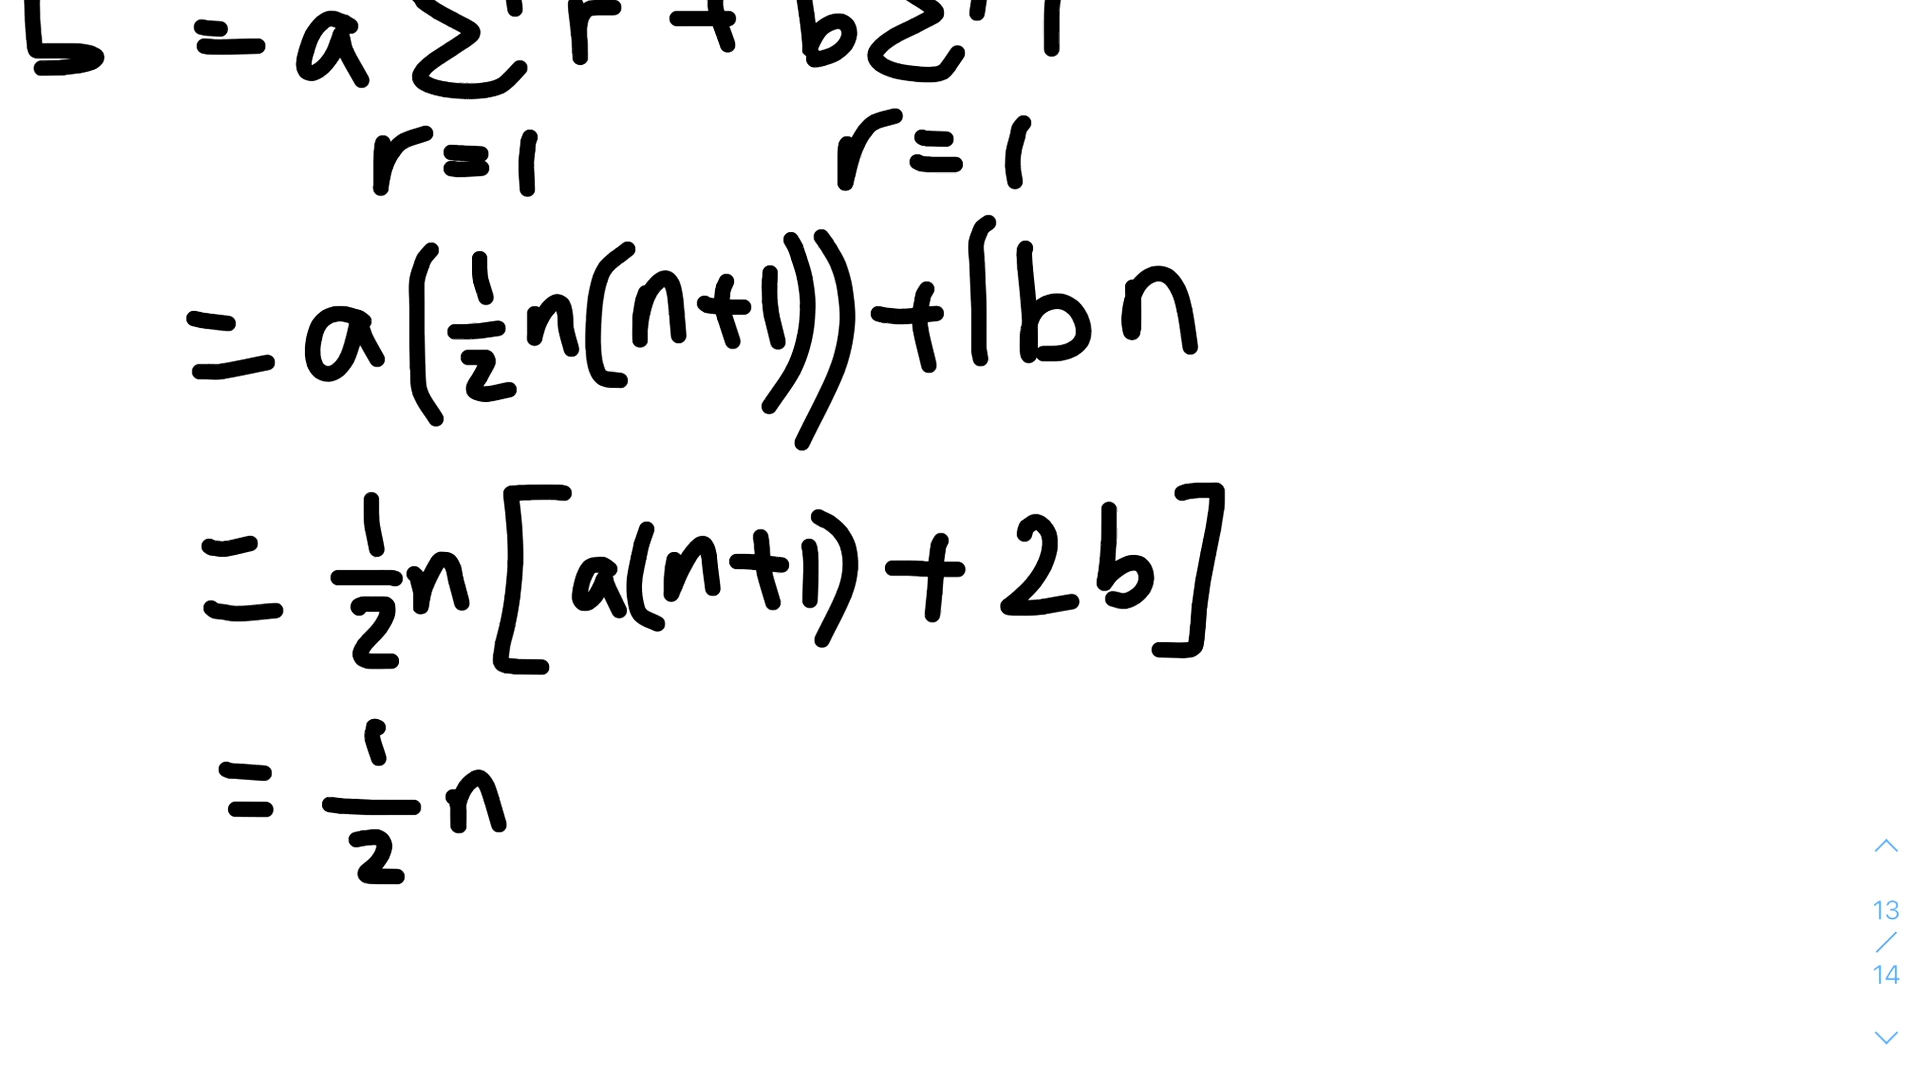 = a ∑ r + b ∑ 1
r=1 r=1
= a(½n(n+1)) + bn
= ½n[a(n+1) + 2b]
= ½n
13
/
14